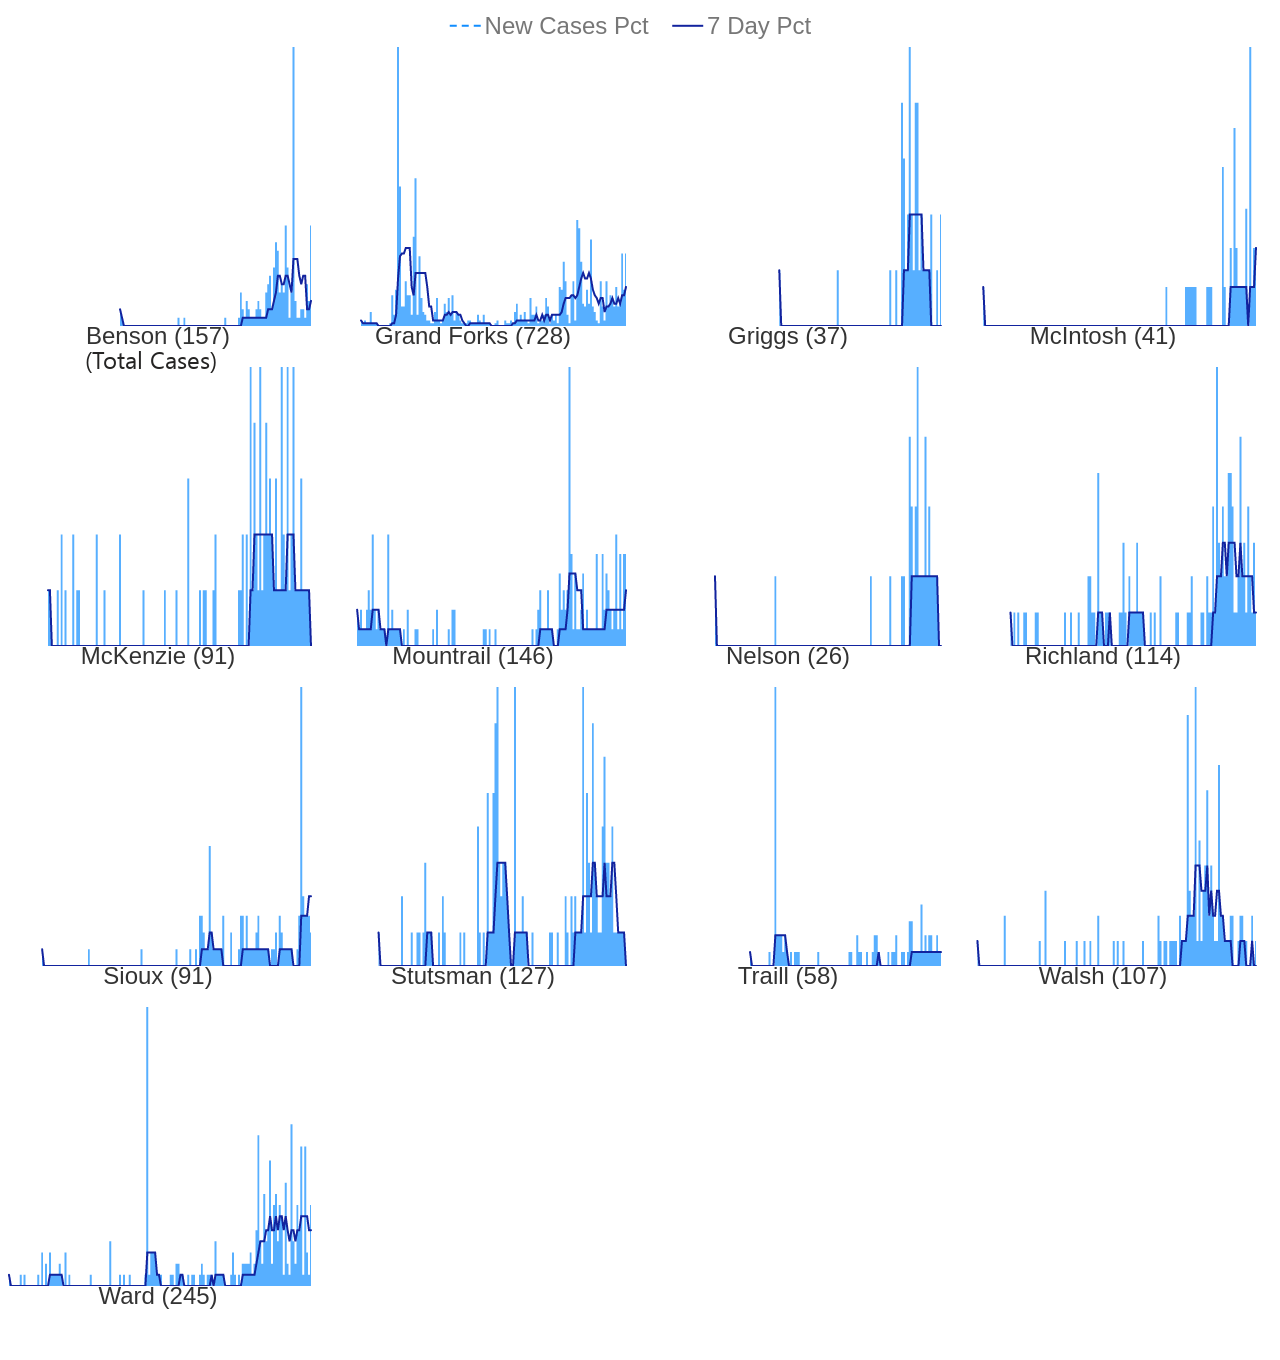 New Cases Pct 7 Day Pct
Benson (157)
(Total Cases)
Grand Forks (728)
Griggs (37)
McIntosh (41)
McKenzie (91)
Mountrail (146)
Nelson (26)
Richland (114)
Sioux (91)
Stutsman (127)
Traill (58)
Walsh (107)
Ward (245)